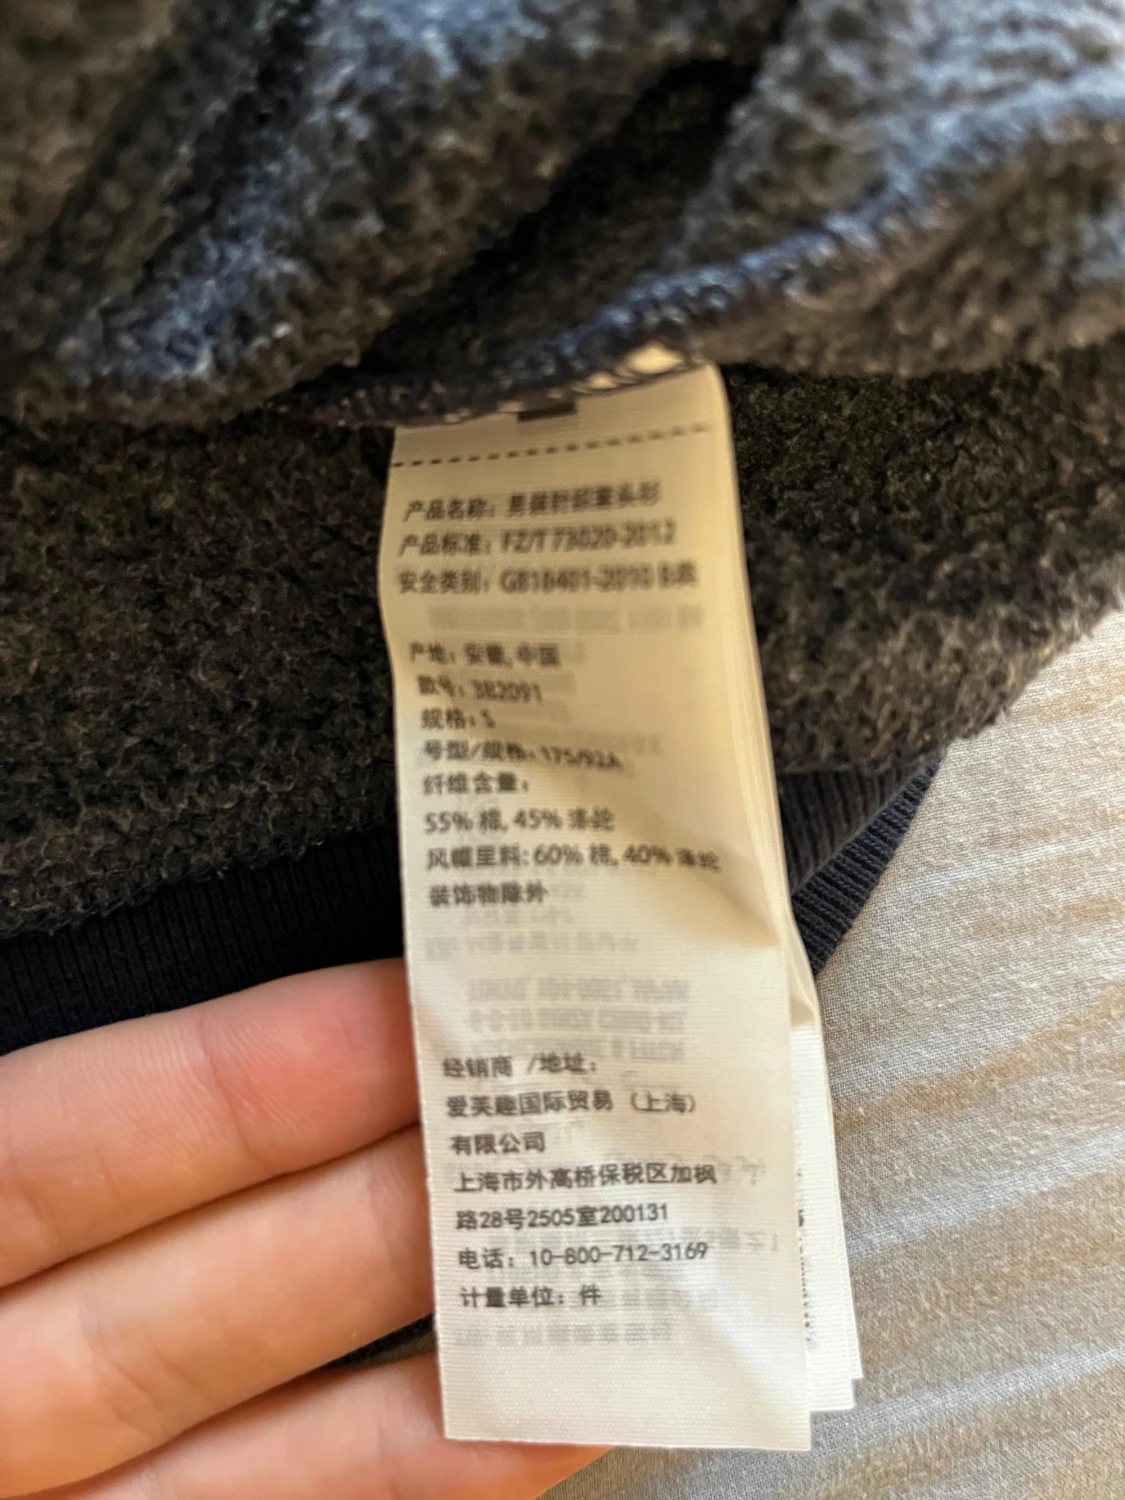 产品名称：男装针织套头衫
产品标准：FZ/T 73020-2012
安全类别：GB18401-2010 B类
产地：安徽,中国
款号：382091
规格：S
号型/规格：175/92A
纤维含量：
55% 棉, 45% 涤纶
风帽里料: 60% 棉, 40% 涤纶
装饰物除外
经销商 /地址：
爱芙趣国际贸易（上海）
有限公司
上海市外高桥保税区加枫
路28号2505室200131
电话：10-800-712-3169
计量单位：件